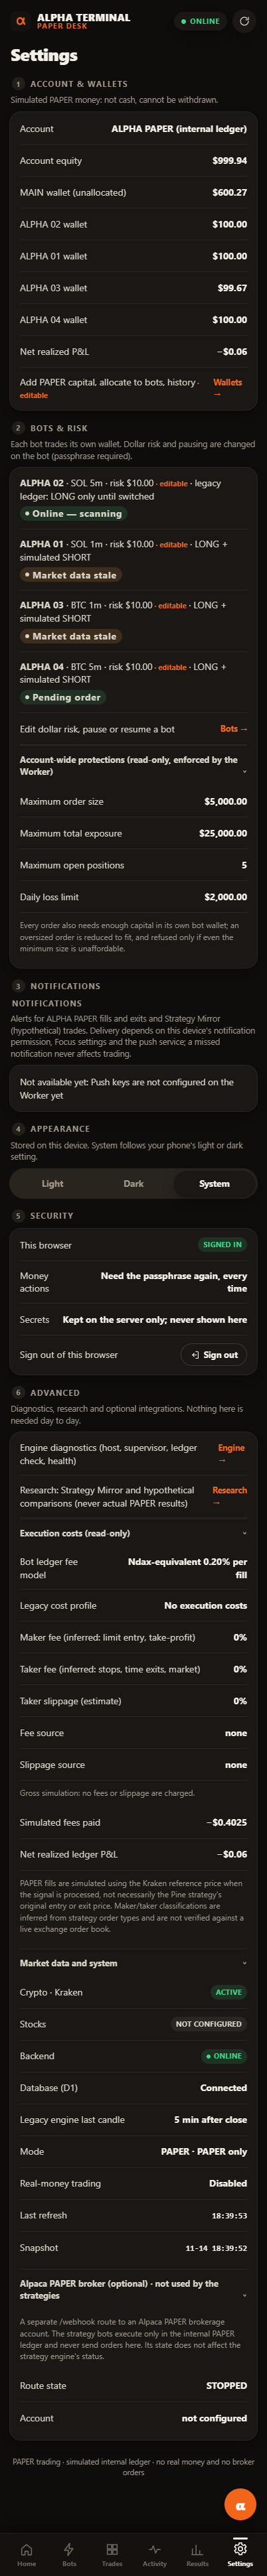 α ALPHA TERMINAL
PAPER DESK
ONLINE
Settings
1 ACCOUNT & WALLETS
Simulated PAPER money: not cash, cannot be withdrawn.
Account ALPHA PAPER (internal ledger)
Account equity $999.94
MAIN wallet (unallocated) $600.27
ALPHA 02 wallet $100.00
ALPHA 01 wallet $100.00
ALPHA 03 wallet $99.67
ALPHA 04 wallet $100.00
Net realized P&L −$0.06
Add PAPER capital, allocate to bots, history · Wallets
editable →
2 BOTS & RISK
Each bot trades its own wallet. Dollar risk and pause are changed
on the bot (passphrase required).
ALPHA 02 · SOL 5m · risk $10.00 · editable · legacy
ledger: LONG only until switched
Online — scanning
ALPHA 01 · SOL 1m · risk $10.00 · editable · LONG +
simulated SHORT
Market data stale
ALPHA 03 · BTC 1m · risk $10.00 · editable · LONG +
simulated SHORT
Market data stale
ALPHA 04 · BTC 5m · risk $10.00 · editable · LONG +
simulated SHORT
Pending order
Edit dollar risk, pause or resume a bot Bots →
Account-wide protections (read-only, enforced by the
Worker)
Maximum order size $5,000.00
Maximum total exposure $25,000.00
Maximum open positions 5
Daily loss limit $2,000.00
Every order also needs enough capital in its own bot wallet; an
oversized order is reduced to fit, and refused only if even the
minimum size is unaffordable.
3 NOTIFICATIONS
NOTIFICATIONS
Alerts for ALPHA PAPER fills and exits and Strategy Mirror
(hypothetical) trades. Delivery depends on this device's notification
permission, Focus settings and the push service; a missed
notification never affects trading.
Not available yet: Push keys are not configured on the
Worker yet
4 APPEARANCE
Stored on this device. System follows your phone's light or dark
setting.
Light Dark System
5 SECURITY
This browser SIGNED IN
Money Need the passphrase again, every
actions time
Secrets Kept on the server only; never shown here
Sign out of this browser Sign out
6 ADVANCED
Diagnostics, research and optional integrations. Nothing here is
needed day to day.
Engine diagnostics (host, supervisor, ledger Engine
check, health) →
Research: Strategy Mirror and hypothetical Research
comparisons (never actual PAPER results) →
Execution costs (read-only)
Bot ledger fee Ndax-equivalent 0.20% per
model fill
Legacy cost profile No execution costs
Maker fee (inferred: limit entry, take-profit) 0%
Taker fee (inferred: stops, time exits, market) 0%
Taker slippage (estimate) 0%
Fee source none
Slippage source none
Gross simulation: no fees or slippage are charged.
Simulated fees paid −$0.4025
Net realized ledger P&L −$0.06
PAPER fills are simulated using the Kraken reference price when
the signal is processed, not necessarily the Pine strategy's
original entry or exit price. Maker/taker classifications are
inferred from strategy order types and are not verified against a
live exchange order book.
Market data and system
Crypto · Kraken ACTIVE
Stocks NOT CONFIGURED
Backend ONLINE
Database (D1) Connected
Legacy engine last candle 5 min after close
Mode PAPER · PAPER only
Real-money trading Disabled
Last refresh 18:39:53
Snapshot 11-14 18:39:52
Alpaca PAPER broker (optional) · not used by the
strategies
A separate /webhook route to an Alpaca PAPER brokerage
account. The strategy bots execute only in the internal PAPER
ledger and never send orders here. Its state does not affect the
strategy engine's status.
Route state STOPPED
Account not configured
PAPER trading · simulated internal ledger · no real money and no broker
orders
α
Home Bots Trades Activity Results Settings